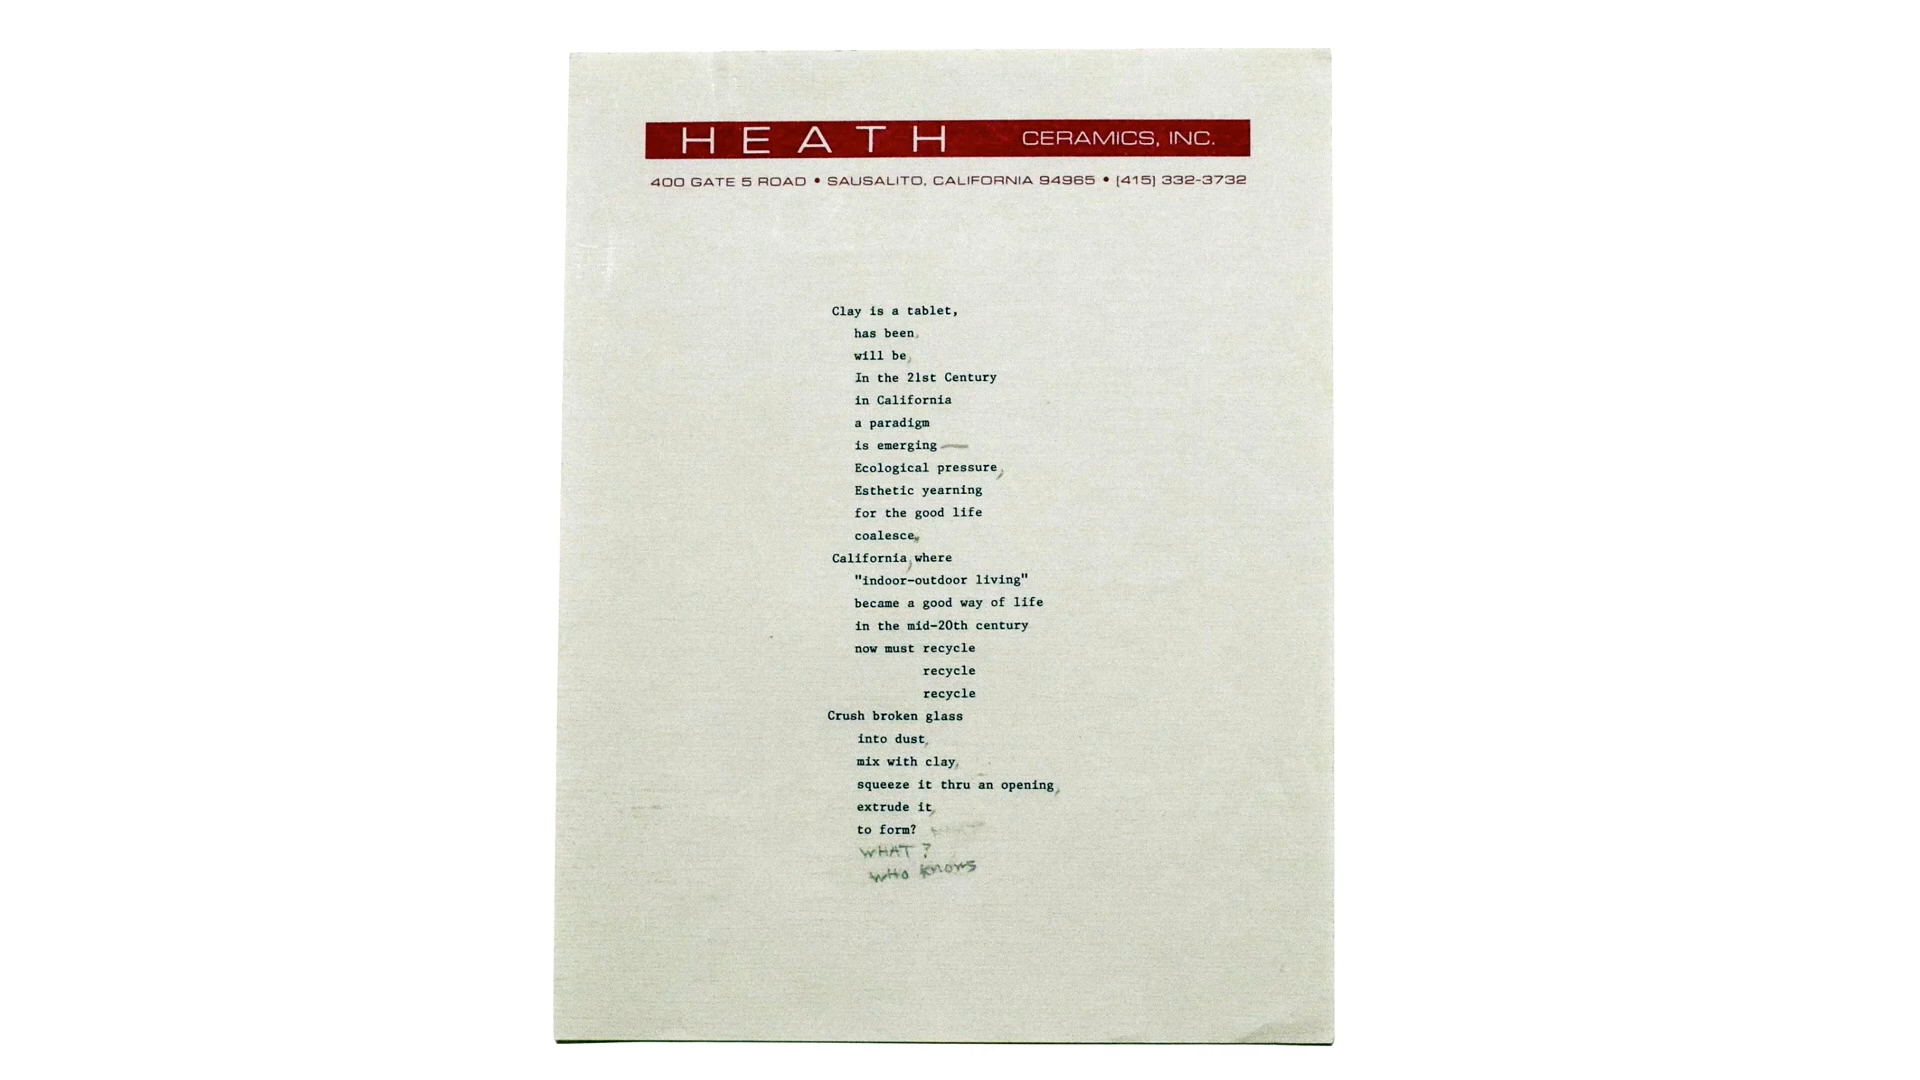 HEATH CERAMICS, INC.
400 GATE 5 ROAD • SAUSALITO, CALIFORNIA 94965 • (415) 332-3732
Clay is a tablet,
has been,
will be,
In the 21st Century
in California
a paradigm
is emerging —
Ecological pressure,
Esthetic yearning
for the good life
coalesce.
California, where
"indoor-outdoor living"
became a good way of life
in the mid-20th century
now must recycle
recycle
recycle
Crush broken glass
into dust,
mix with clay,
squeeze it thru an opening,
extrude it,
to form?
WHAT?
WHO KNOWS